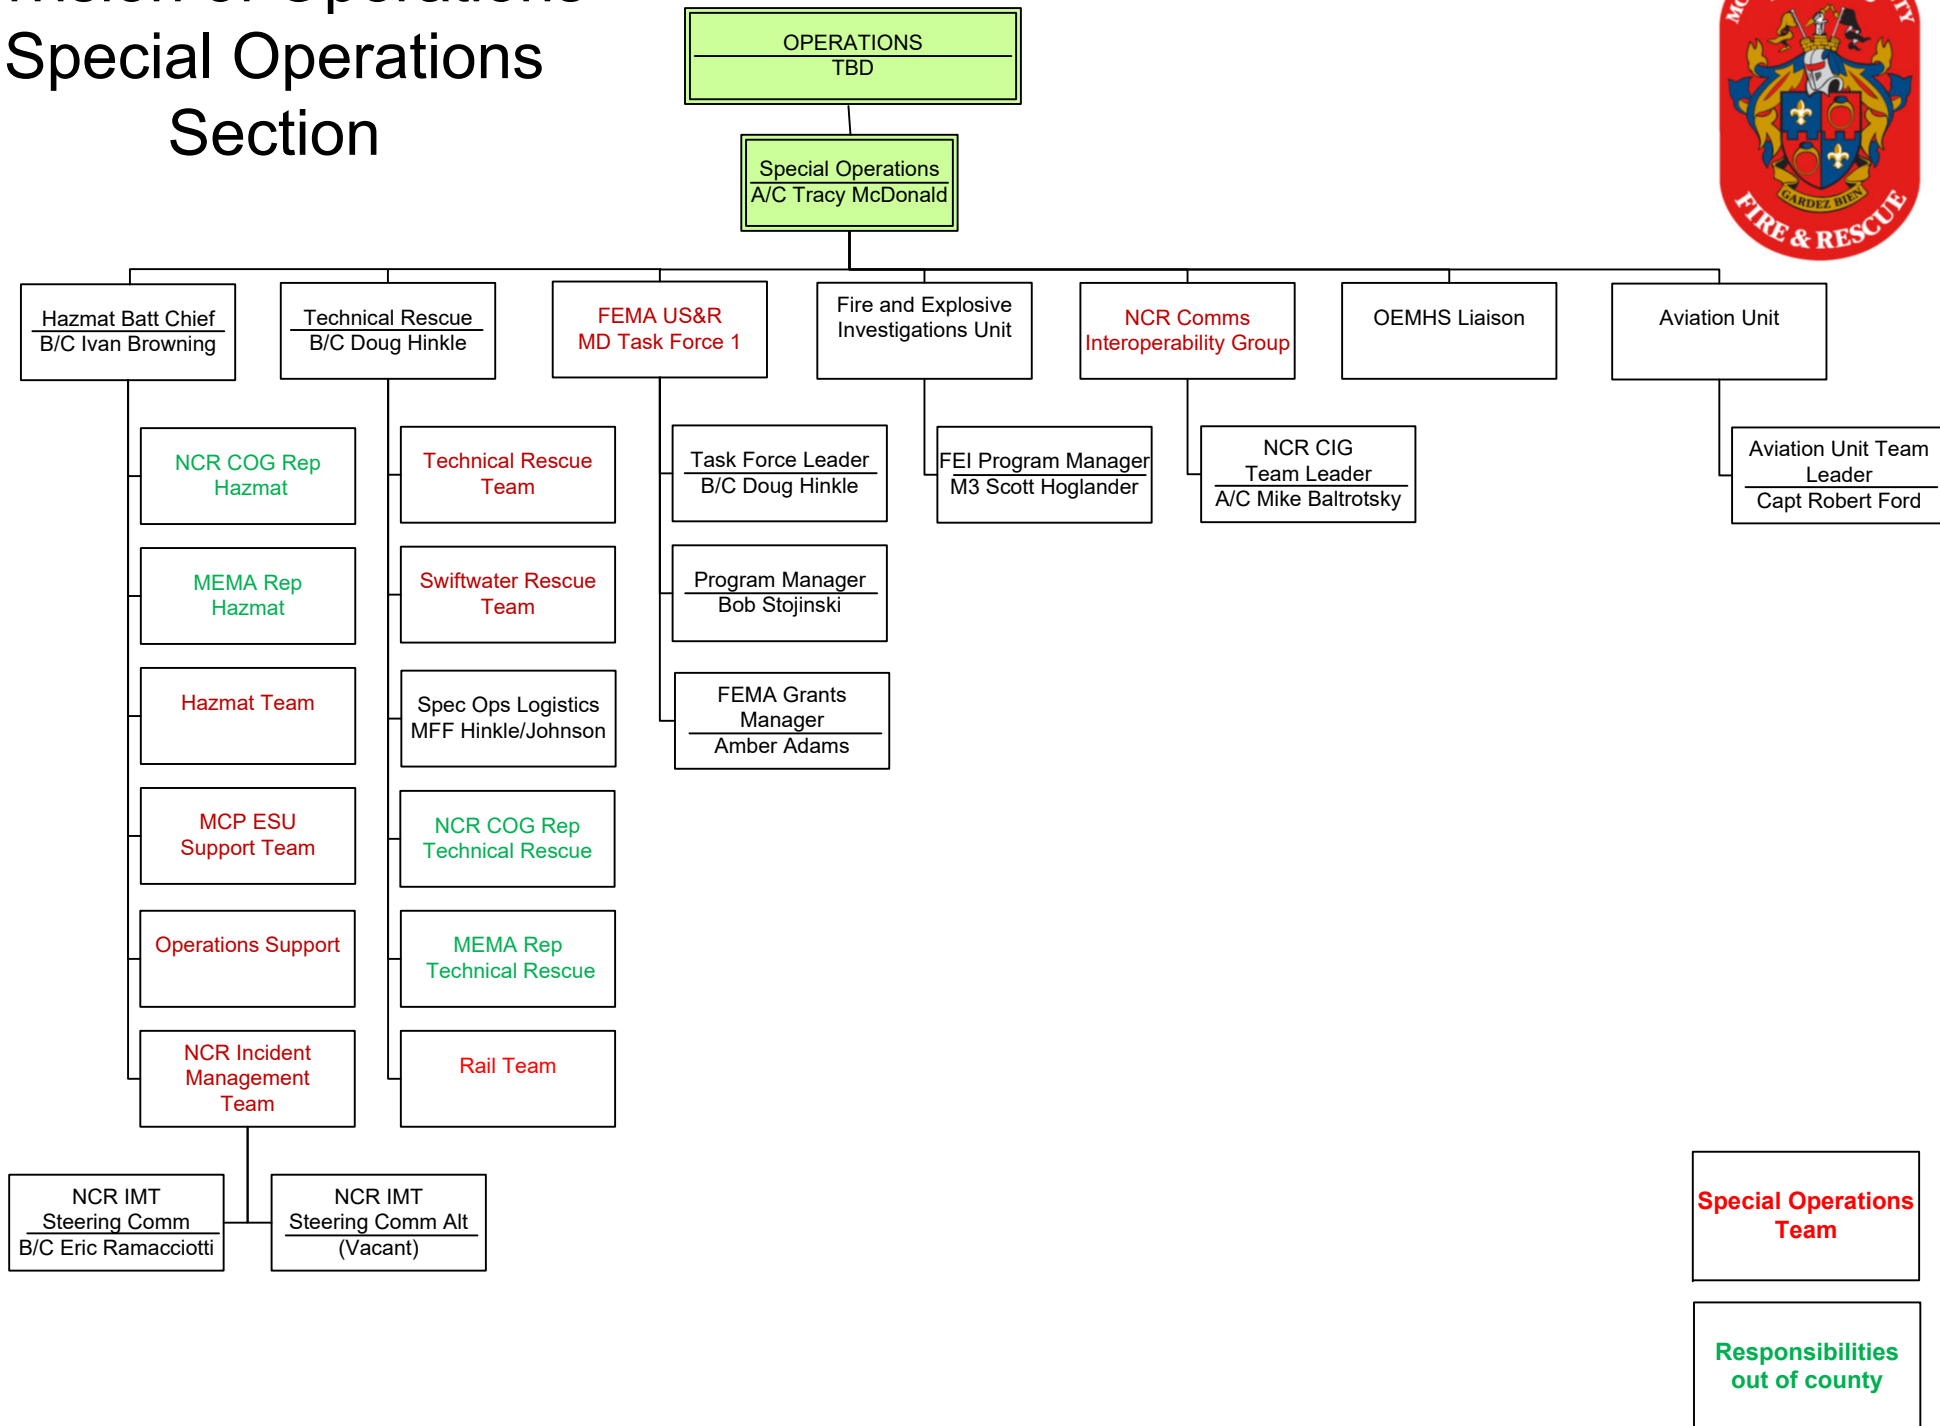 of Operations
Special Operations
Section
OPERATIONS
TBD
Special Operations
A/C Tracy McDonald
GARDEZ BIEN
FIRE & RESCUE
Hazmat Batt Chief
B/C Ivan Browning
Technical Rescue
B/C Doug Hinkle
FEMA US&R
MD Task Force 1
Fire and Explosive
Investigations Unit
NCR Comms
Interoperability Group
OEMHS Liaison
Aviation Unit
NCR COG Rep
Hazmat
MEMA Rep
Hazmat
Hazmat Team
MCP ESU
Support Team
Operations Support
NCR Incident
Management
Team
NCR IMT
Steering Comm
B/C Eric Ramacciotti
NCR IMT
Steering Comm Alt
(Vacant)
Technical Rescue
Team
Swiftwater Rescue
Team
Spec Ops Logistics
MFF Hinkle/Johnson
NCR COG Rep
Technical Rescue
MEMA Rep
Technical Rescue
Rail Team
Task Force Leader
B/C Doug Hinkle
Program Manager
Bob Stojinski
FEMA Grants
Manager
Amber Adams
FEI Program Manager
M3 Scott Hoglander
NCR CIG
Team Leader
A/C Mike Baltrotsky
Aviation Unit Team
Leader
Capt Robert Ford
Special Operations
Team
Responsibilities
out of county